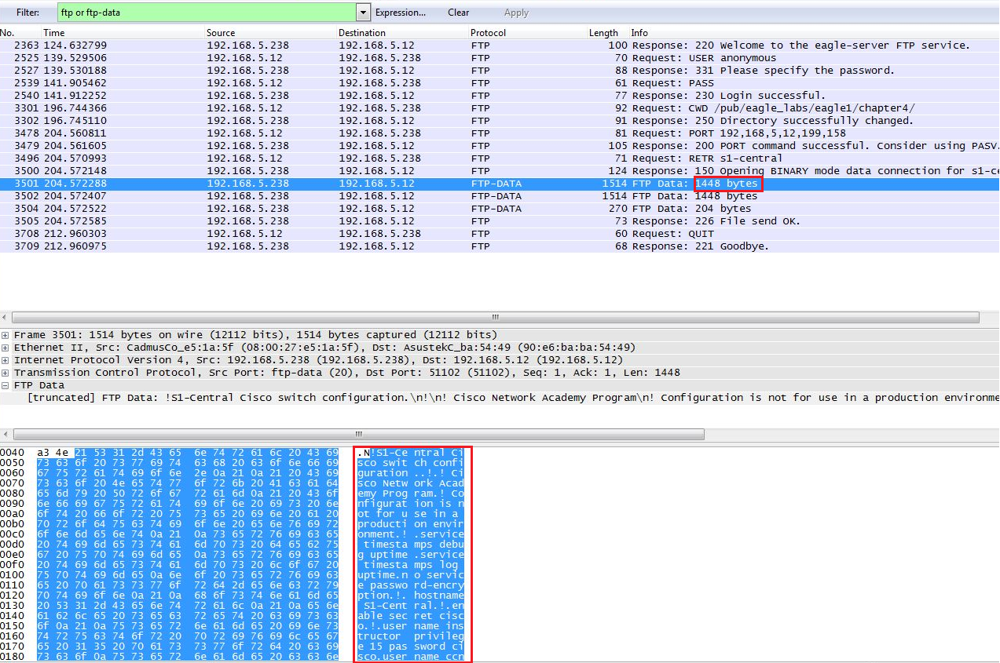 Filter: ftp or ftp-data Expression... Clear Apply
No. Time Source Destination Protocol Length Info
2363 124.632799 192.168.5.238 192.168.5.12 FTP 100 Response: 220 Welcome to the eagle-server FTP service.
2525 139.529506 192.168.5.12 192.168.5.238 FTP 70 Request: USER anonymous
2527 139.530188 192.168.5.238 192.168.5.12 FTP 88 Response: 331 Please specify the password.
2539 141.905462 192.168.5.12 192.168.5.238 FTP 61 Request: PASS
2540 141.912252 192.168.5.238 192.168.5.12 FTP 77 Response: 230 Login successful.
3301 196.744366 192.168.5.12 192.168.5.238 FTP 92 Request: CWD /pub/eagle_labs/eagle1/chapter4/
3302 196.745110 192.168.5.238 192.168.5.12 FTP 91 Response: 250 Directory successfully changed.
3478 204.560811 192.168.5.12 192.168.5.238 FTP 81 Request: PORT 192,168,5,12,199,158
3479 204.561605 192.168.5.238 192.168.5.12 FTP 105 Response: 200 PORT command successful. Consider using PASV.
3496 204.570993 192.168.5.12 192.168.5.238 FTP 71 Request: RETR s1-central
3500 204.572148 192.168.5.238 192.168.5.12 FTP 124 Response: 150 Opening BINARY mode data connection for s1-ce
3501 204.572288 192.168.5.238 192.168.5.12 FTP-DATA 1514 FTP Data: 1448 bytes
3502 204.572407 192.168.5.238 192.168.5.12 FTP-DATA 1514 FTP Data: 1448 bytes
3504 204.572522 192.168.5.238 192.168.5.12 FTP-DATA 270 FTP Data: 204 bytes
3505 204.572585 192.168.5.238 192.168.5.12 FTP 73 Response: 226 File send OK.
3708 212.960303 192.168.5.12 192.168.5.238 FTP 60 Request: QUIT
3709 212.960975 192.168.5.238 192.168.5.12 FTP 68 Response: 221 Goodbye.
Frame 3501: 1514 bytes on wire (12112 bits), 1514 bytes captured (12112 bits)
Ethernet II, Src: CadmusCo_e5:1a:5f (08:00:27:e5:1a:5f), Dst: AsustekC_ba:54:49 (90:e6:ba:ba:54:49)
Internet Protocol Version 4, Src: 192.168.5.238 (192.168.5.238), Dst: 192.168.5.12 (192.168.5.12)
Transmission Control Protocol, Src Port: ftp-data (20), Dst Port: 51102 (51102), Seq: 1, Ack: 1, Len: 1448
FTP Data
[truncated] FTP Data: !S1-Central Cisco switch configuration.\n!\n! Cisco Network Academy Program\n! Configuration is not for use in a production environme
0040 a3 4e 21 53 31 2d 43 65 6e 74 72 61 6c 20 43 69 .N!S1-Ce ntral Ci
0050 73 63 6f 20 73 77 69 74 63 68 20 63 6f 6e 66 69 sco swit ch confi
0060 67 75 72 61 74 69 6f 6e 2e 0a 21 0a 21 20 43 69 guration ..!.! Ci
0070 73 63 6f 20 4e 65 74 77 6f 72 6b 20 41 63 61 64 sco Netw ork Acad
0080 65 6d 79 20 50 72 6f 67 72 61 6d 0a 21 20 43 6f emy Prog ram.! Co
0090 6e 66 69 67 75 72 61 74 69 6f 6e 20 69 73 20 6e nfigurat ion is n
00a0 6f 74 20 66 6f 72 20 75 73 65 20 69 6e 20 61 20 ot for u se in a
00b0 70 72 6f 64 75 63 74 69 6f 6e 20 65 6e 76 69 72 producti on envir
00c0 6f 6e 6d 65 6e 74 0a 21 0a 73 65 72 76 69 63 65 onment.! .service
00d0 20 74 69 6d 65 73 74 61 6d 70 73 20 64 65 62 75 timesta mps debu
00e0 67 20 75 70 74 69 6d 65 0a 73 65 72 76 69 63 65 g uptime .service
00f0 20 74 69 6d 65 73 74 61 6d 70 73 20 6c 6f 67 20 timesta mps log
0100 75 70 74 69 6d 65 0a 6e 6f 20 73 65 72 76 69 63 uptime.n o servic
0110 65 20 70 61 73 73 77 6f 72 64 2d 65 6e 63 72 79 e passwo rd-encry
0120 70 74 69 6f 6e 0a 21 0a 68 6f 73 74 6e 61 6d 65 ption.!. hostname
0130 20 53 31 2d 43 65 6e 74 72 61 6c 0a 21 0a 65 6e S1-Cent ral.!.en
0140 61 62 6c 65 20 73 65 63 72 65 74 20 63 69 73 63 able sec ret cisc
0150 6f 0a 21 0a 75 73 65 72 6e 61 6d 65 20 69 6e 73 o.!.user name ins
0160 74 72 75 63 74 6f 72 20 70 72 69 76 69 6c 65 67 tructor privileg
0170 65 20 31 35 20 70 61 73 73 77 6f 72 64 20 63 69 e 15 pas sword ci
0180 73 63 6f 0a 75 73 65 72 6e 61 6d 65 20 63 63 6e sco.user name ccn